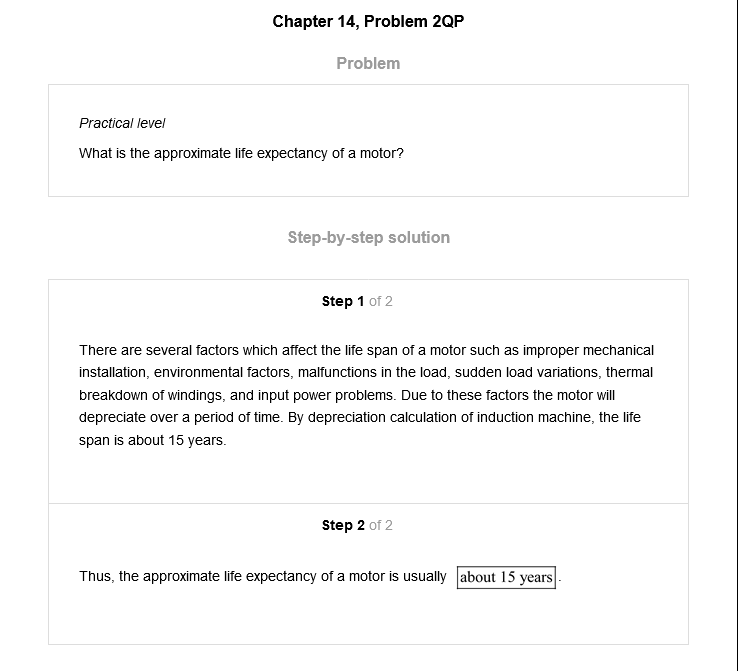 Chapter 14, Problem 2QP
Problem
Practical level
What is the approximate life expectancy of a motor?
Step-by-step solution
Step 1 of 2
There are several factors which affect the life span of a motor such as improper mechanical
installation, environmental factors, malfunctions in the load, sudden load variations, thermal
breakdown of windings, and input power problems. Due to these factors the motor will
depreciate over a period of time. By depreciation calculation of induction machine, the life
span is about 15 years.
Step 2 of 2
Thus, the approximate life expectancy of a motor is usually about 15 years.